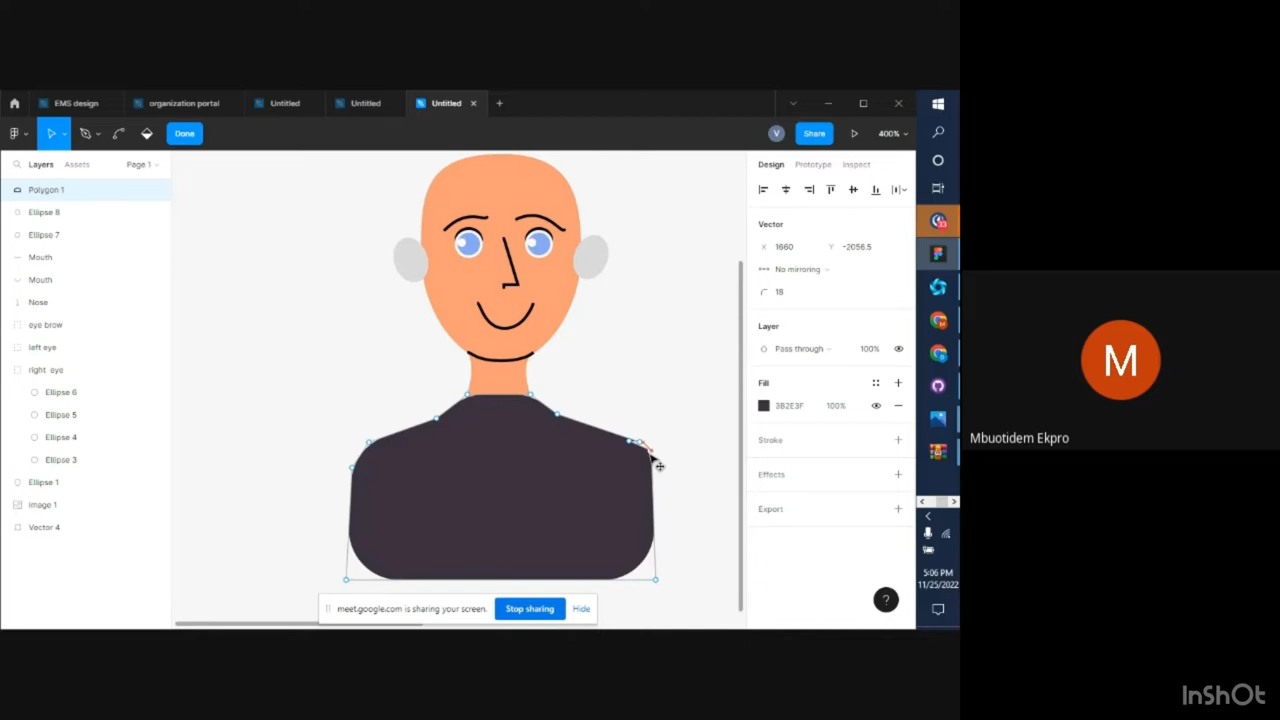 EMS design
organization portal
Untitled
Untitled
Untitled
Done
V
Share
400%
Layers
Assets
Page 1
Polygon 1
Ellipse 8
Ellipse 7
Mouth
Mouth
Nose
eye brow
left eye
right eye
Ellipse 6
Ellipse 5
Ellipse 4
Ellipse 3
Ellipse 1
Image 1
Vector 4
Design
Prototype
Inspect
Vector
X 1660
Y -2056.5
No mirroring
18
Layer
Pass through
100%
Fill
3B2E3F
100%
Stroke
Effects
Export
?
meet.google.com is sharing your screen.
Stop sharing
Hide
5:06 PM
11/25/2022
M
Mbuotidem Ekpro
InShOt